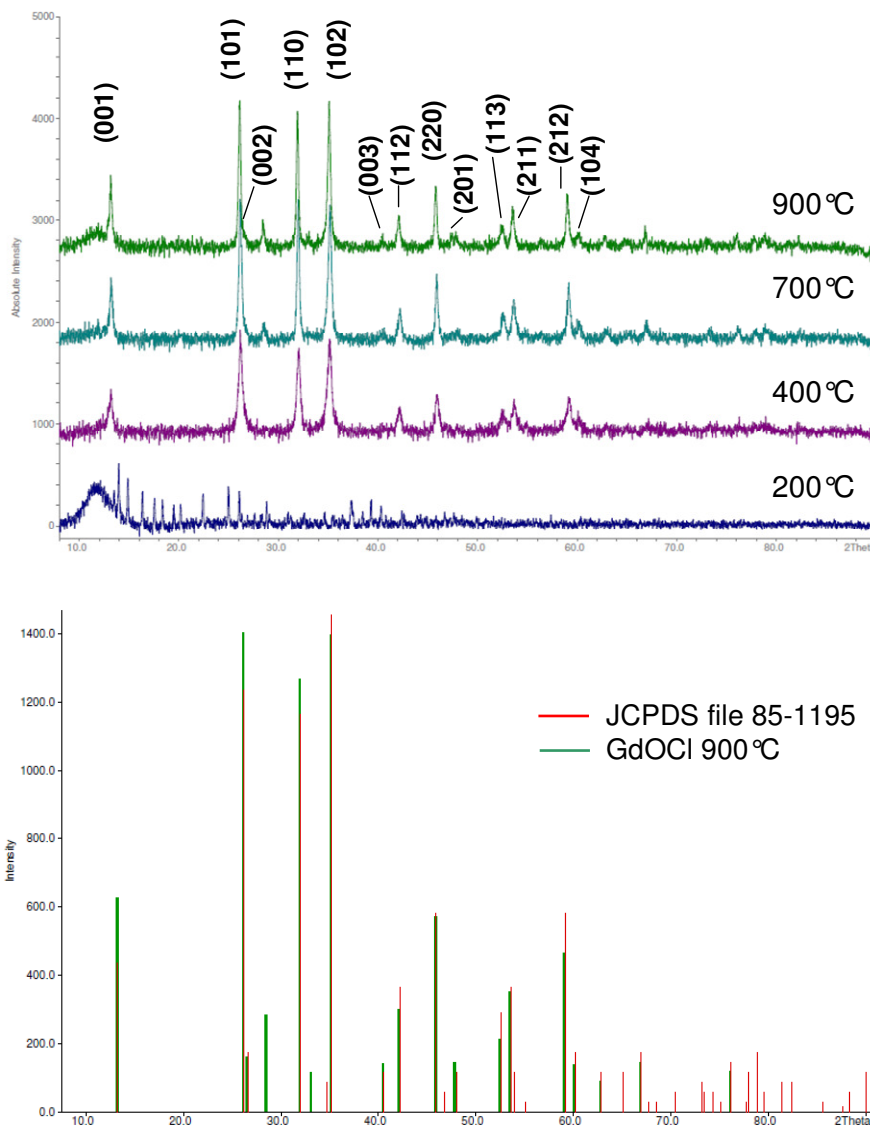 5000
4000
3000
2000
1000
0
Absolute Intensity
(001)
(101)
(002)
(110)
(102)
(003)
(112)
(220)
(201)
(113)
(211)
(212)
(104)
900°C
700°C
400°C
200°C
10.0 20.0 30.0 40.0 50.0 60.0 70.0 80.0 2Theta
1400.0
1200.0
1000.0
800.0
600.0
400.0
200.0
0.0
Intensity
JCPDS file 85-1195
GdOCl 900°C
10.0 20.0 30.0 40.0 50.0 60.0 70.0 80.0 2Theta